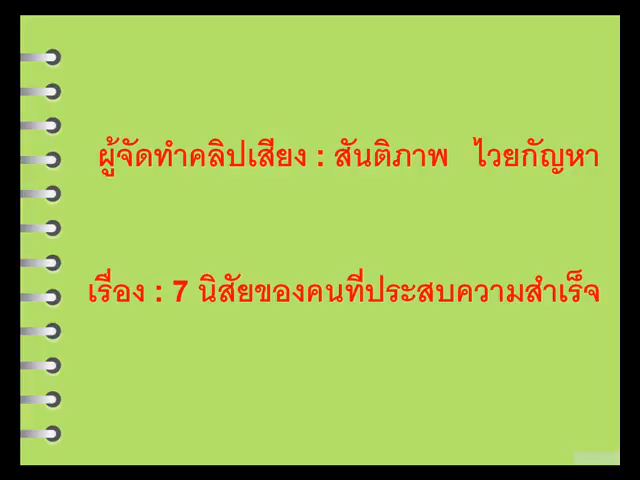 ผู้จัดทำคลิปเสียง : สันติภาพ ไวยกัญหา
เรื่อง : 7 นิสัยของคนที่ประสบความสำเร็จ